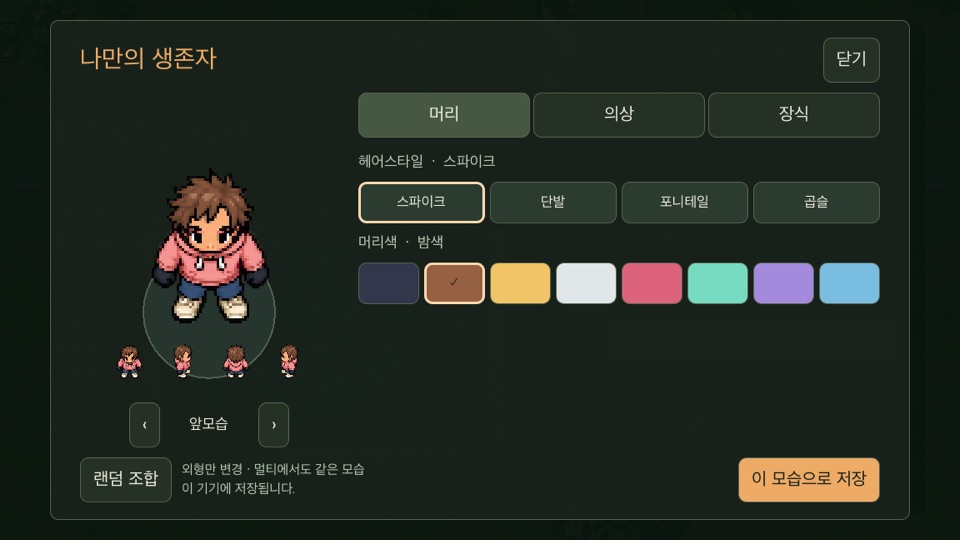 나만의 생존자
닫기
머리
의상
장식
헤어스타일 · 스파이크
스파이크
단발
포니테일
곱슬
머리색 · 밤색
✓
‹ 앞모습 ›
랜덤 조합
외형만 변경 · 멀티에서도 같은 모습
이 기기에 저장됩니다.
이 모습으로 저장